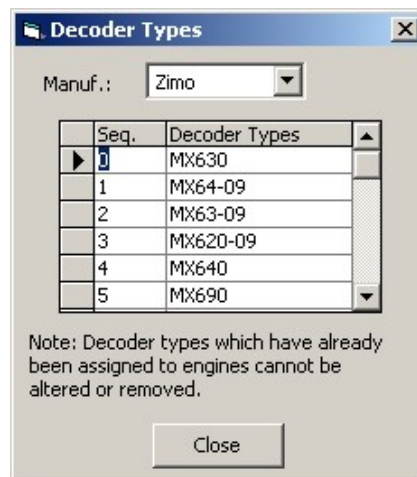 Decoder Types
Manuf.: Zimo
Seq. Decoder Types
0 MX630
1 MX64-09
2 MX63-09
3 MX620-09
4 MX640
5 MX690
Note: Decoder types which have already
been assigned to engines cannot be
altered or removed.
Close